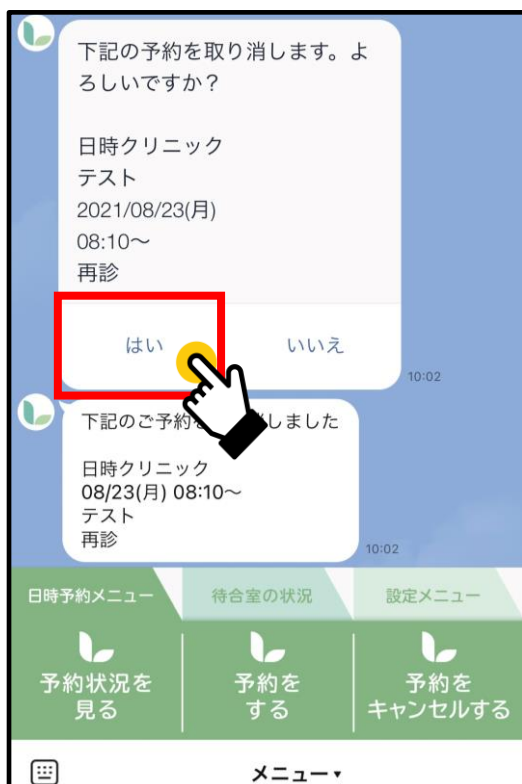 下記の予約を取り消します。よ
ろしいですか？
日時クリニック
テスト
2021/08/23(月)
08:10～
再診
はい
いいえ
10:02
下記のご予約を
しました
日時クリニック
08/23(月) 08:10～
テスト
再診
10:02
日時予約メニュー
待合室の状況
設定メニュー
予約状況を
見る
予約を
する
予約を
キャンセルする
メニュー▾